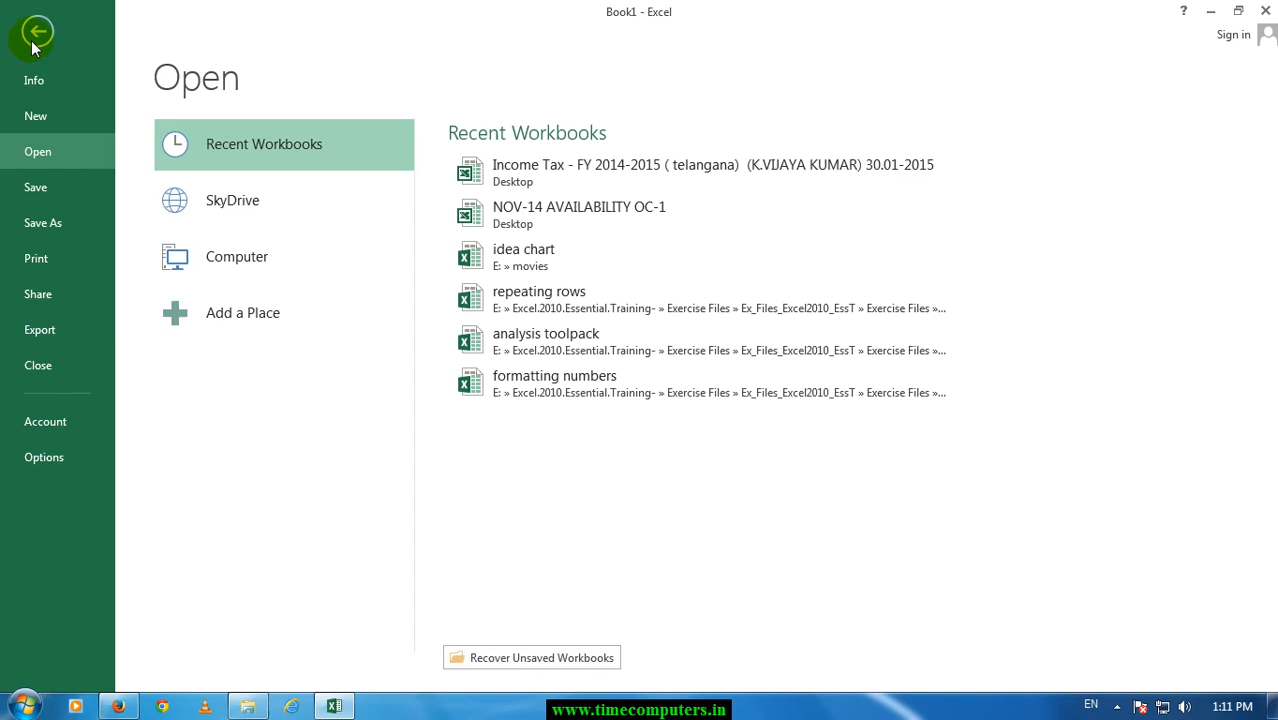 Book1 - Excel
?
Sign in
Info
New
Open
Save
Save As
Print
Share
Export
Close
Account
Options
Open
Recent Workbooks
SkyDrive
Computer
Add a Place
Recent Workbooks
Income Tax - FY 2014-2015 ( telangana)  (K.VIJAYA KUMAR) 30.01-2015
Desktop
NOV-14 AVAILABILITY OC-1
Desktop
idea chart
E: » movies
repeating rows
E: » Excel.2010.Essential.Training- » Exercise Files » Ex_Files_Excel2010_EssT » Exercise Files »...
analysis toolpack
E: » Excel.2010.Essential.Training- » Exercise Files » Ex_Files_Excel2010_EssT » Exercise Files »...
formatting numbers
E: » Excel.2010.Essential.Training- » Exercise Files » Ex_Files_Excel2010_EssT » Exercise Files »...
Recover Unsaved Workbooks
www.timecomputers.in
EN
1:11 PM